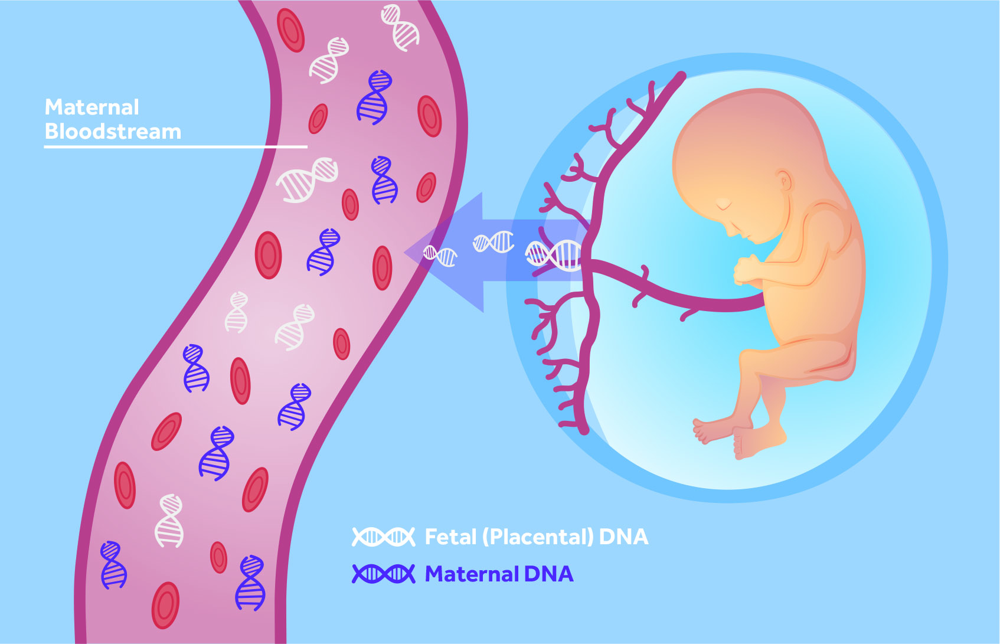 Maternal
Bloodstream
Fetal (Placental) DNA
Maternal DNA